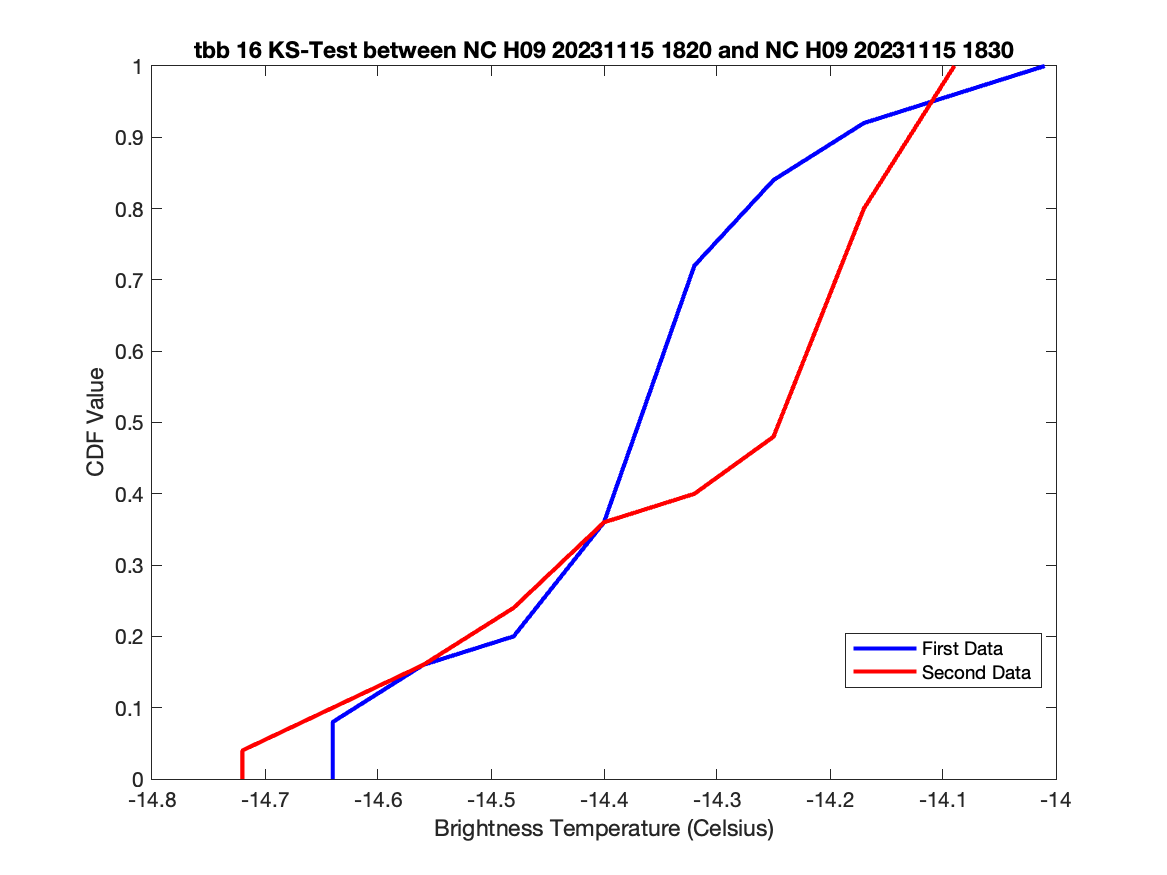 tbb 16 KS-Test between NC H09 20231115 1820 and NC H09 20231115 1830
1
0.9
0.8
0.7
0.6
0.5
0.4
0.3
0.2
0.1
0
CDF Value
First Data
Second Data
-14.8 -14.7 -14.6 -14.5 -14.4 -14.3 -14.2 -14.1 -14
Brightness Temperature (Celsius)